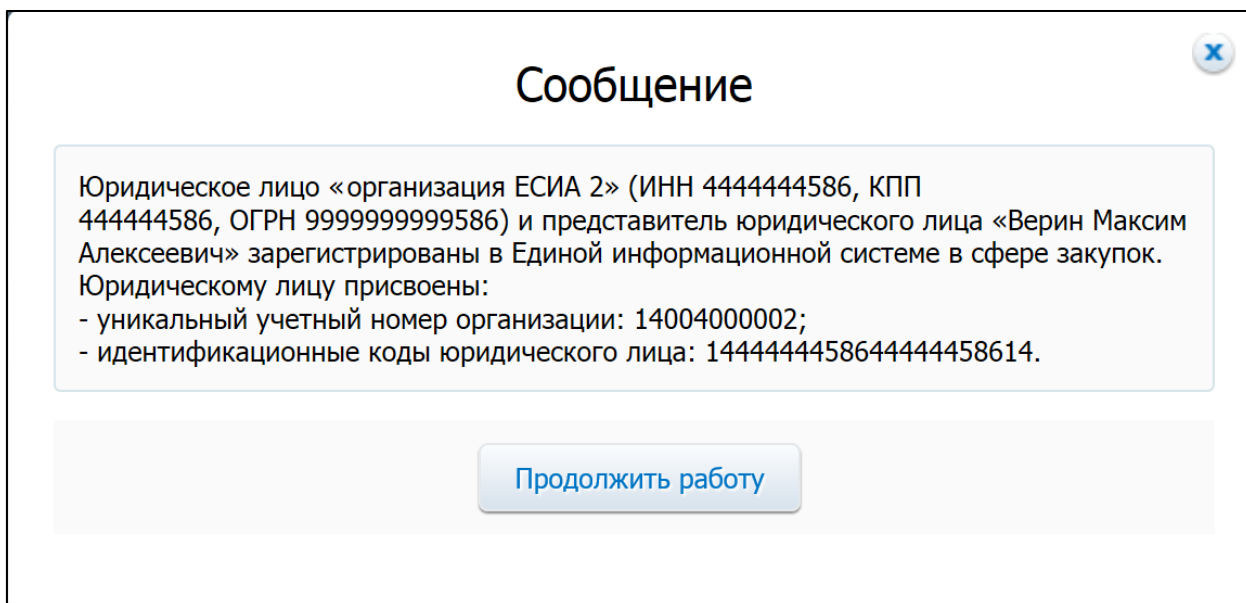 Сообщение
x
Юридическое лицо «организация ЕСИА 2» (ИНН 4444444586, КПП
444444586, ОГРН 9999999999586) и представитель юридического лица «Верин Максим
Алексеевич» зарегистрированы в Единой информационной системе в сфере закупок.
Юридическому лицу присвоены:
- уникальный учетный номер организации: 14004000002;
- идентификационные коды юридического лица: 1444444458644444458614.
Продолжить работу